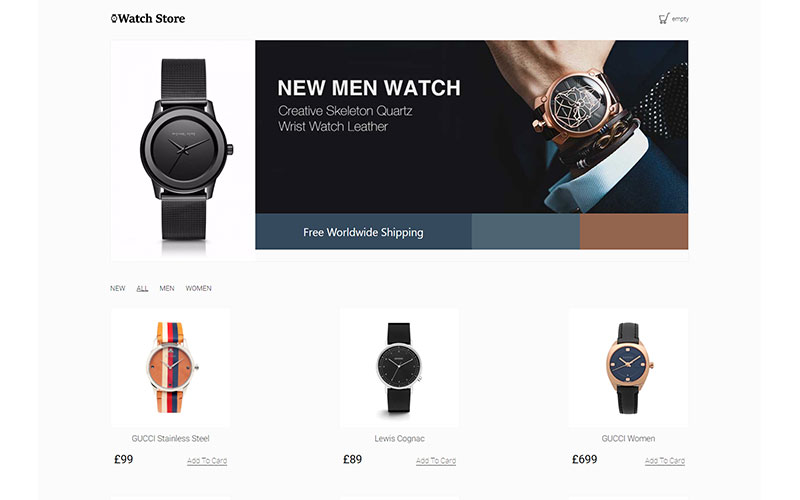 Watch Store
empty
NEW MEN WATCH
Creative Skeleton Quartz
Wrist Watch Leather
MICHAEL KORS
Free Worldwide Shipping
NEW ALL MEN WOMEN
GUCCI Stainless Steel
£99 Add To Card
Lewis Cognac
£89 Add To Card
GUCCI Women
£699 Add To Card